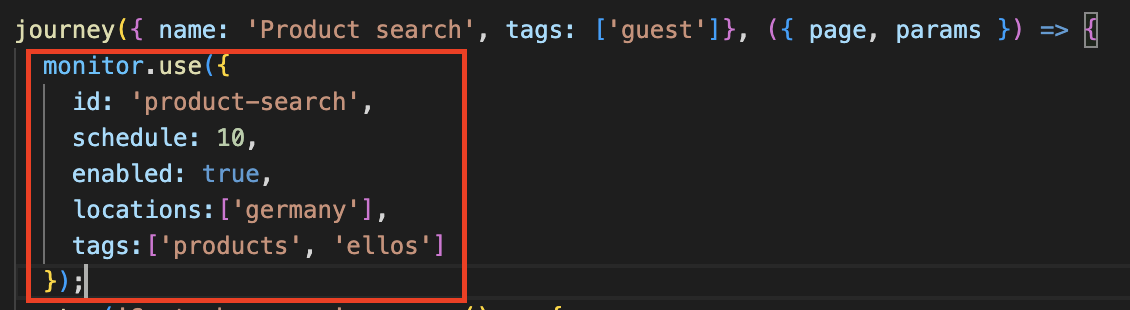 journey({ name: 'Product search', tags: ['guest']}, ({ page, params }) => {
monitor.use({
id: 'product-search',
schedule: 10,
enabled: true,
locations:['germany'],
tags:['products', 'ellos']
});